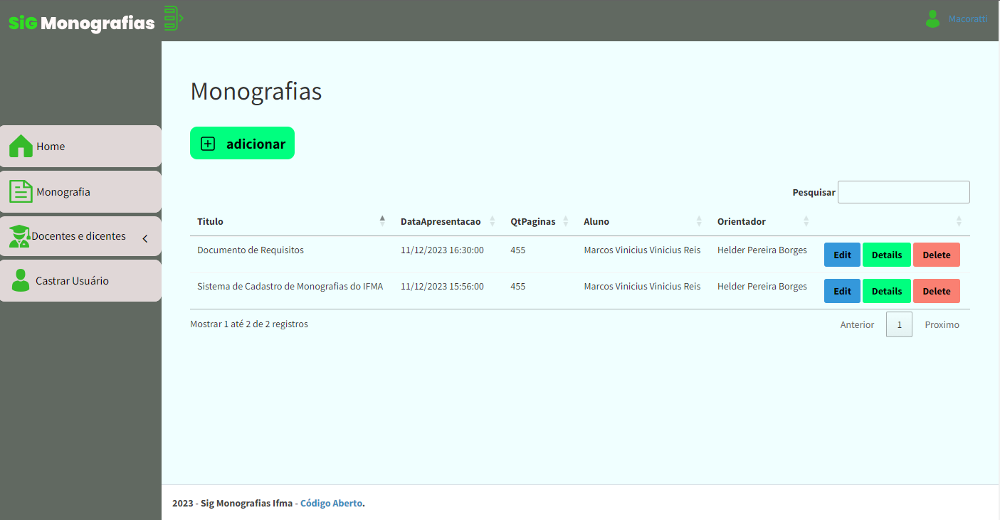 SiG Monografias
Macoratti
Home
Monografia
Docentes e dicentes
Castrar Usuário
Monografias
adicionar
Pesquisar
Titulo DataApresentacao QtPaginas Aluno Orientador
Documento de Requisitos 11/12/2023 16:30:00 455 Marcos Vinicius Vinicius Reis Helder Pereira Borges Edit Details Delete
Sistema de Cadastro de Monografias do IFMA 11/12/2023 15:56:00 455 Marcos Vinicius Vinicius Reis Helder Pereira Borges Edit Details Delete
Mostrar 1 até 2 de 2 registros Anterior 1 Proximo
2023 - Sig Monografias Ifma - Código Aberto.